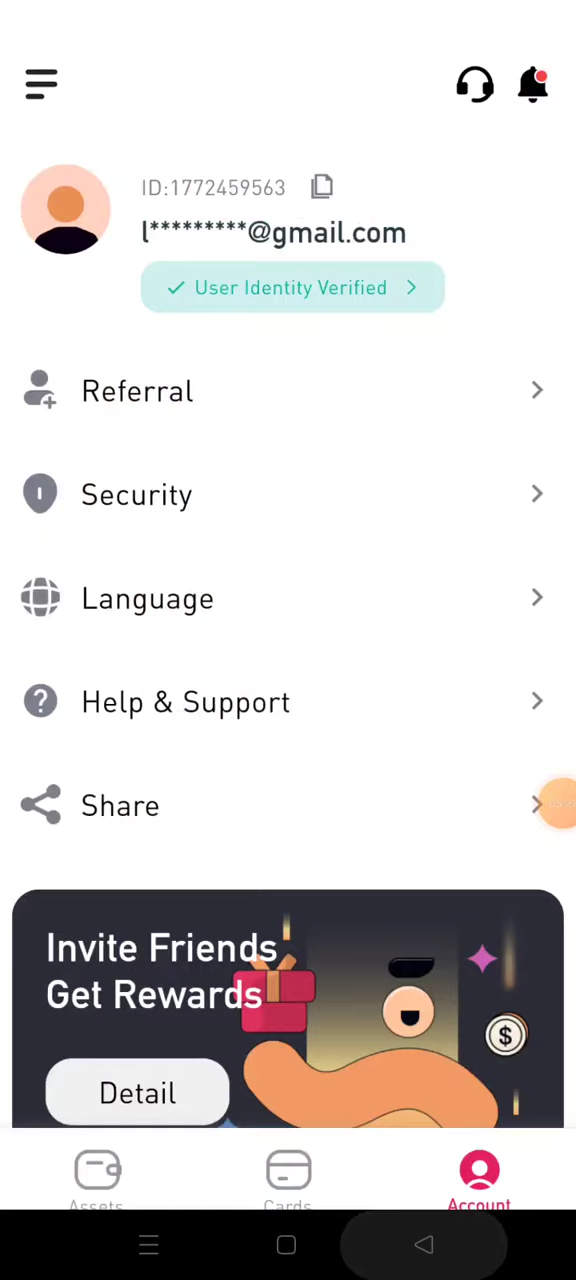 ID:1772459563
l*********@gmail.com
User Identity Verified
Referral
Security
Language
Help & Support
Share
Invite Friends
Get Rewards
Detail
Assets
Cards
Account